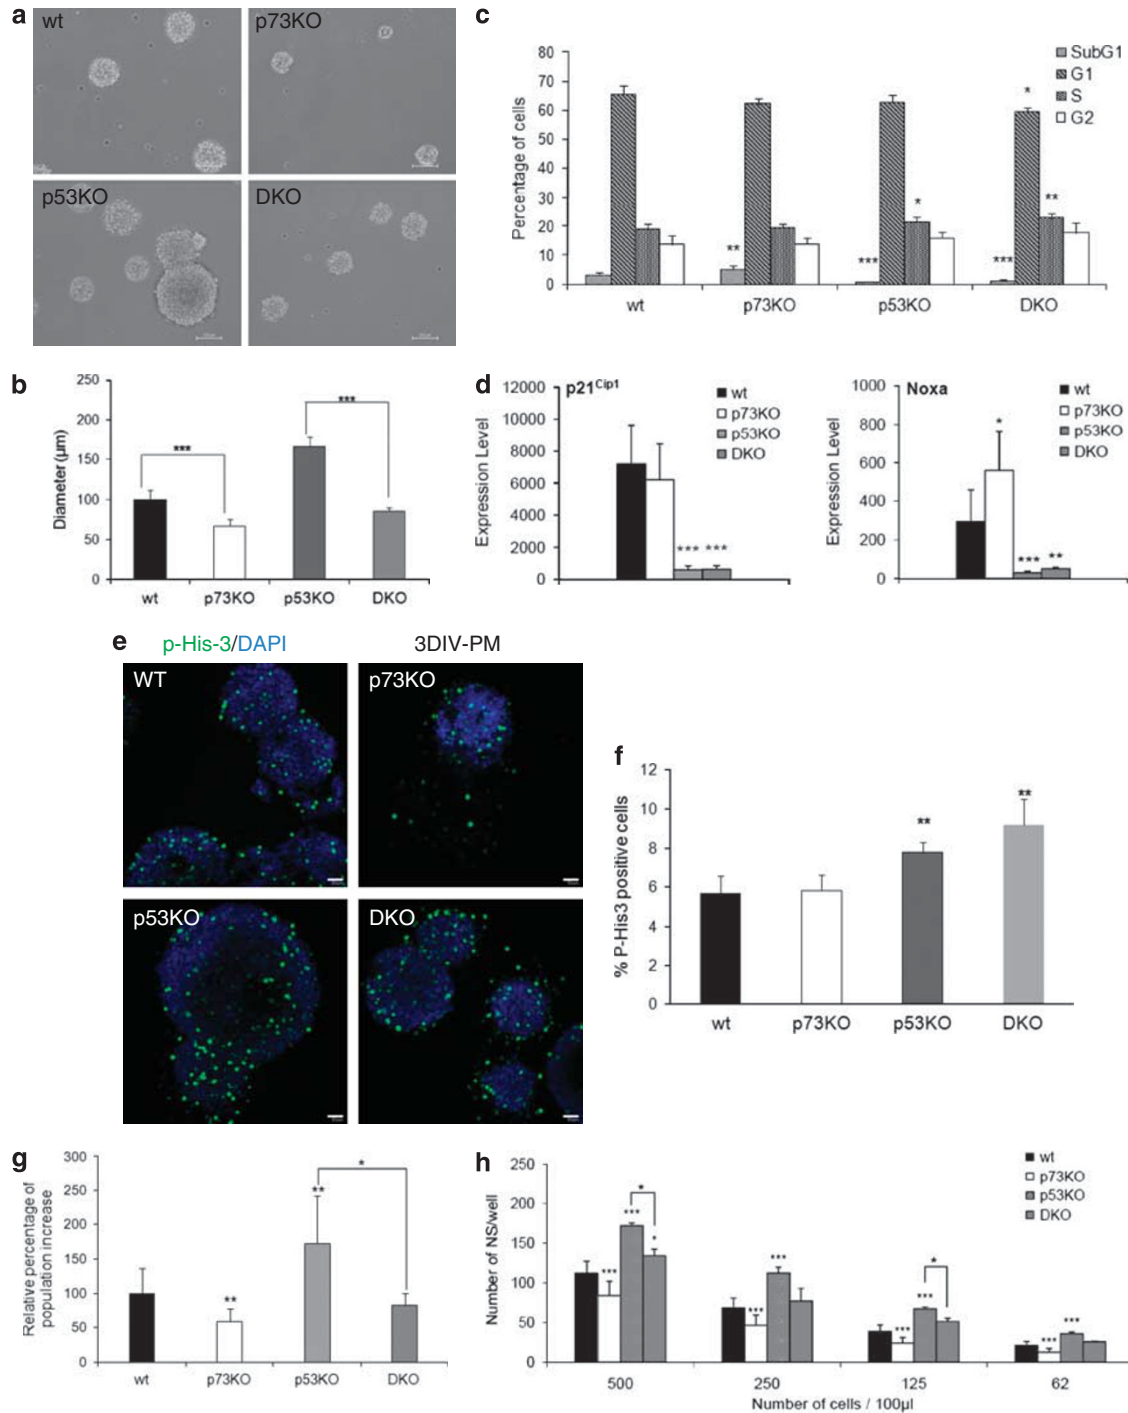 a
wt
p73KO
p53KO
DKO
c
80
70
60
50
40
30
20
10
0
Percentage of cells
SubG1
G1
S
G2
**
***
*
***
*
**
wt
p73KO
p53KO
DKO
b
250
200
150
100
50
0
Diameter (µm)
***
***
wt
p73KO
p53KO
DKO
d
12000
10000
8000
6000
4000
2000
0
Expression Level
p21Cip1
wt
p73KO
p53KO
DKO
*** ***
1000
800
600
400
200
0
Expression Level
Noxa
wt
p73KO
p53KO
DKO
*
*** **
e
p-His-3/DAPI
3DIV-PM
WT
p73KO
p53KO
DKO
f
12
10
8
6
4
2
0
% P-His3 positive cells
**
**
wt
p73KO
p53KO
DKO
g
300
250
200
150
100
50
0
Relative percentage of
population increase
**
**
*
wt
p73KO
p53KO
DKO
h
250
200
150
100
50
0
Number of NS/well
wt
p73KO
p53KO
DKO
***
***
*
*
***
***
***
***
*
***
***
500
250
125
62
Number of cells / 100µl